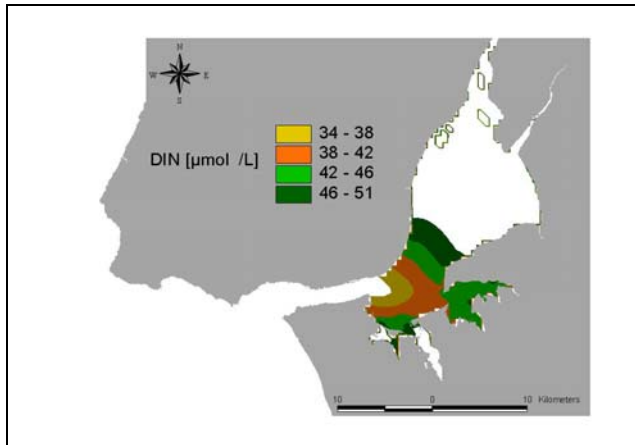 N
W E
S
DIN [µmol /L]
34 - 38
38 - 42
42 - 46
46 - 51
10 0 10 Kilometers